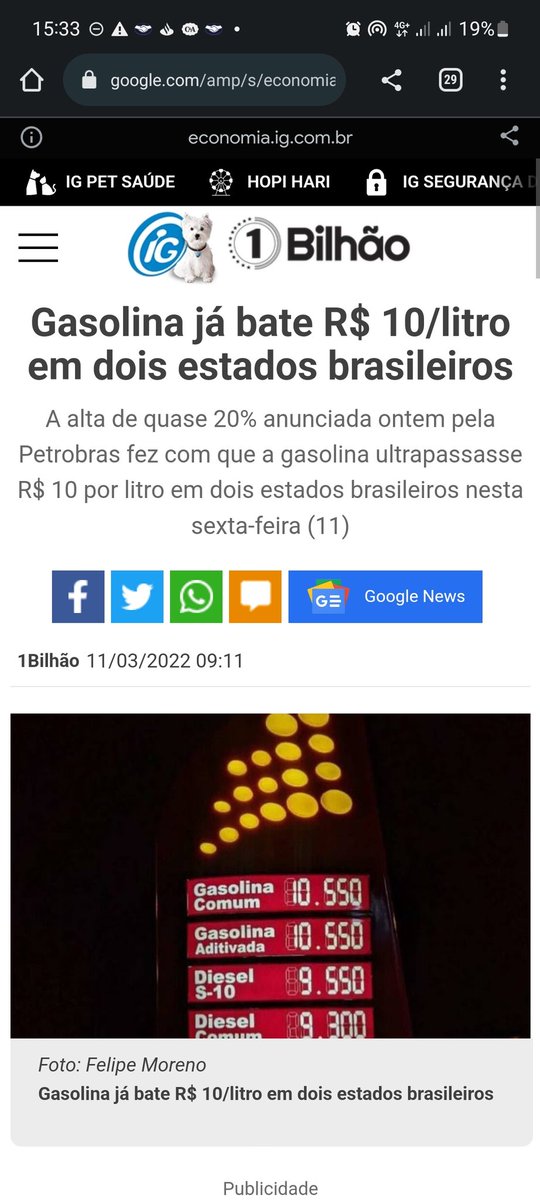 15:33 19%
google.com/amp/s/economia 29
economia.ig.com.br
IG PET SAÚDE HOPI HARI IG SEGURANÇA D
iG 1 Bilhão
Gasolina já bate R$ 10/litro
em dois estados brasileiros
A alta de quase 20% anunciada ontem pela
Petrobras fez com que a gasolina ultrapassasse
R$ 10 por litro em dois estados brasileiros nesta
sexta-feira (11)
Google News
1Bilhão 11/03/2022 09:11
Gasolina
Comum 10.550
Gasolina
Aditivada 10.550
Diesel
S-10 9.550
Diesel
Comum 9.300
Foto: Felipe Moreno
Gasolina já bate R$ 10/litro em dois estados brasileiros
Publicidade